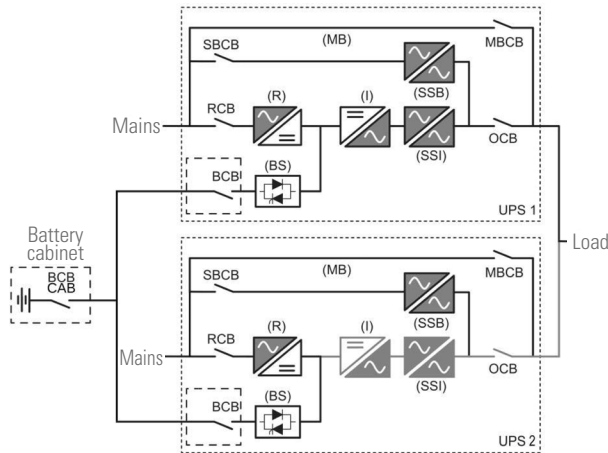 (MB)
MBCB
SBCB
(SSB)
(R)
(I)
RCB
Mains
OCB
(SSI)
(BS)
BCB
UPS 1
Battery
cabinet
BCB
CAB
Load
(MB)
MBCB
SBCB
(SSB)
(R)
(I)
RCB
Mains
OCB
(SSI)
(BS)
BCB
UPS 2